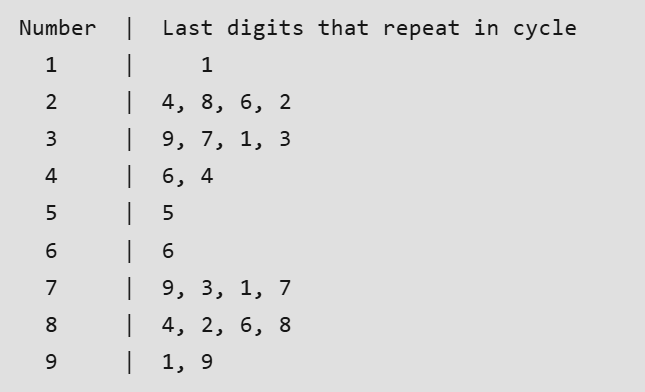 Number | Last digits that repeat in cycle
1 | 1
2 | 4, 8, 6, 2
3 | 9, 7, 1, 3
4 | 6, 4
5 | 5
6 | 6
7 | 9, 3, 1, 7
8 | 4, 2, 6, 8
9 | 1, 9